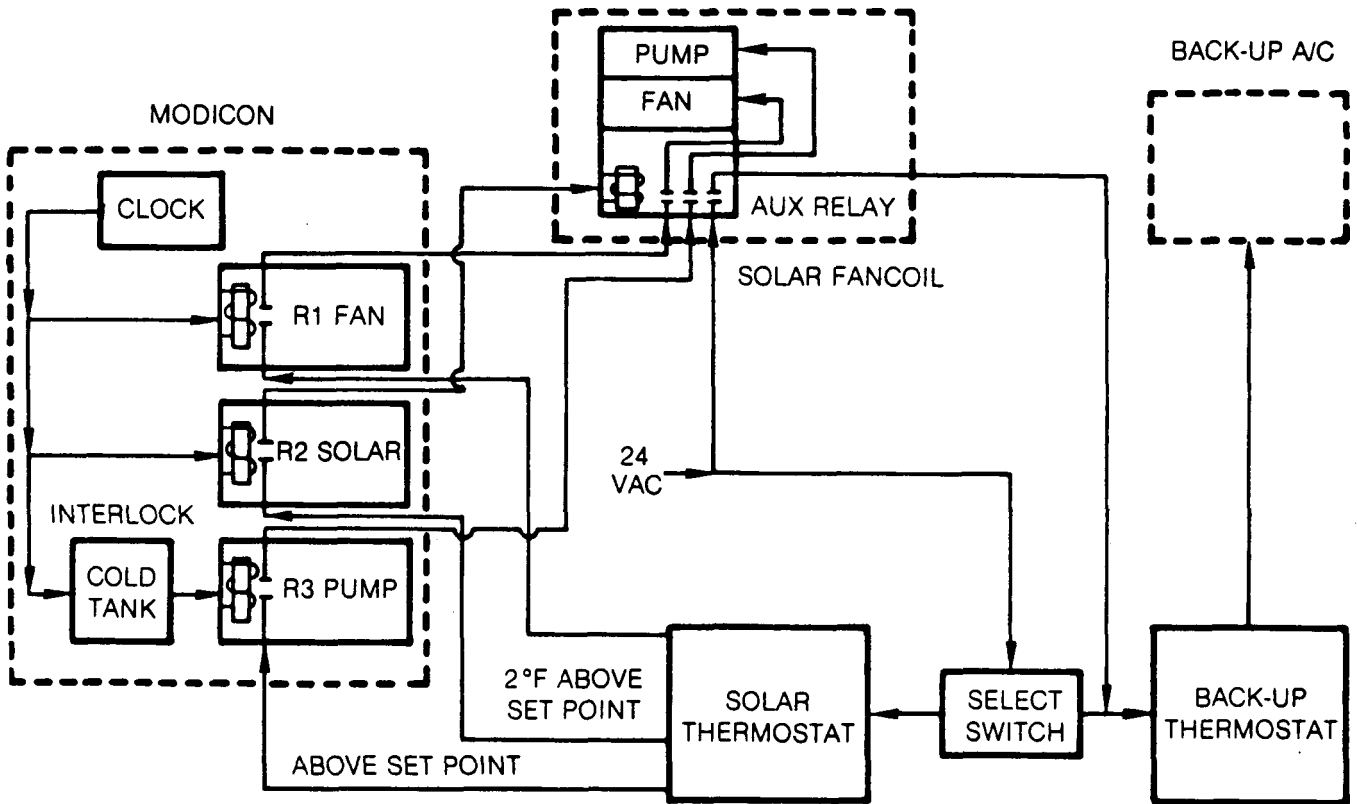 PUMP
FAN
BACK-UP A/C
MODICON
CLOCK
AUX RELAY
SOLAR FANCOIL
R1 FAN
R2 SOLAR
24
VAC
INTERLOCK
COLD
TANK
R3 PUMP
2°F ABOVE
SET POINT
SOLAR
THERMOSTAT
SELECT
SWITCH
BACK-UP
THERMOSTAT
ABOVE SET POINT